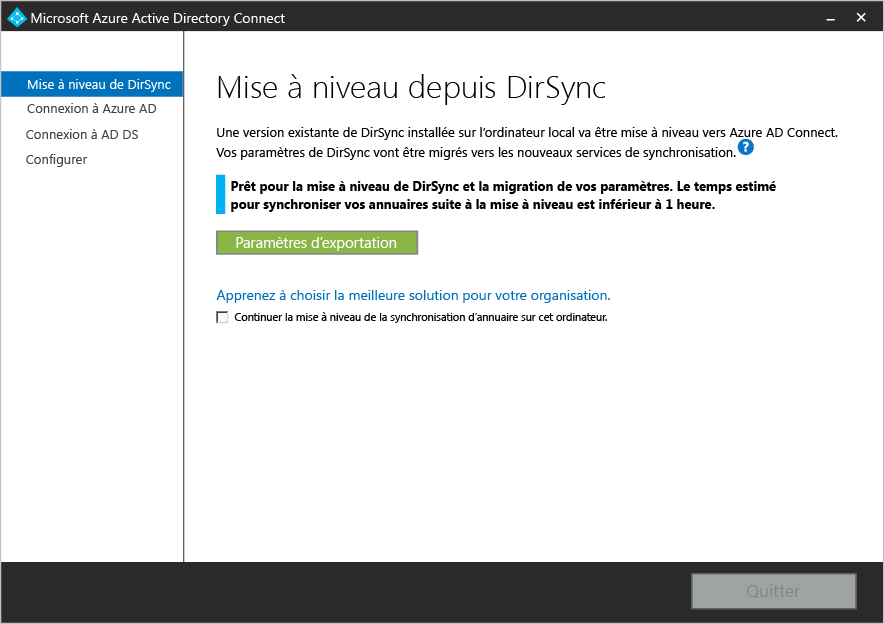 Microsoft Azure Active Directory Connect
Mise à niveau de DirSync
Connexion à Azure AD
Connexion à AD DS
Configurer
Mise à niveau depuis DirSync
Une version existante de DirSync installée sur l'ordinateur local va être mise à niveau vers Azure AD Connect.
Vos paramètres de DirSync vont être migrés vers les nouveaux services de synchronisation. ?
Prêt pour la mise à niveau de DirSync et la migration de vos paramètres. Le temps estimé
pour synchroniser vos annuaires suite à la mise à niveau est inférieur à 1 heure.
Paramètres d'exportation
Apprenez à choisir la meilleure solution pour votre organisation.
Continuer la mise à niveau de la synchronisation d'annuaire sur cet ordinateur.
Quitter